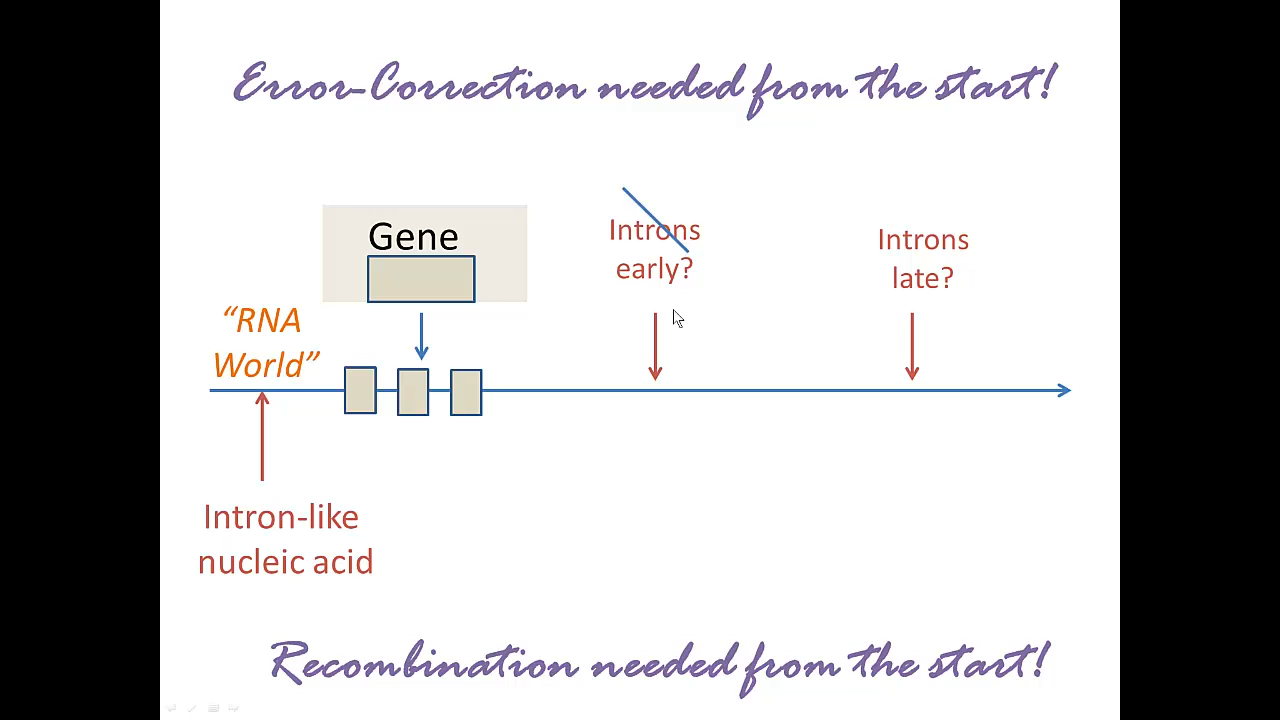 Error-Correction needed from the start!
Gene
Introns
early?
Introns
late?
“RNA
World”
Intron-like
nucleic acid
Recombination needed from the start!